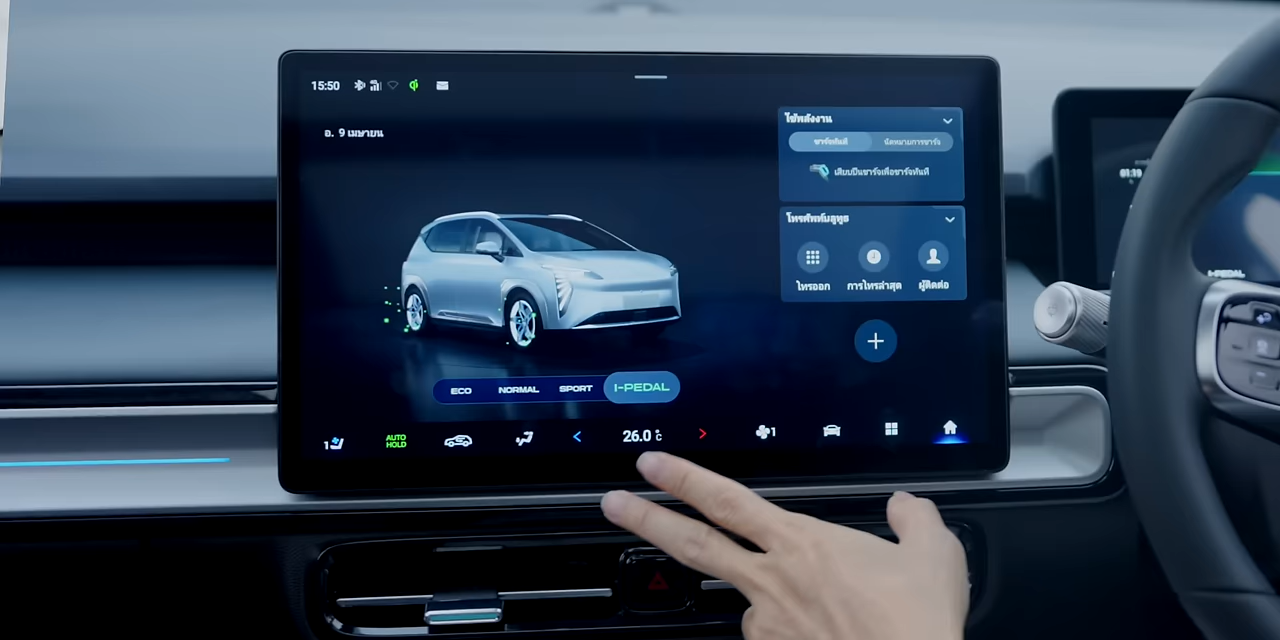 15:50
อ. 9 เมษายน
ใช้พลังงาน
ชาร์จทันที
นัดหมายการชาร์จ
เสียบปืนชาร์จเพื่อชาร์จทันที
โทรศัพท์บลูทูธ
โทรออก
การโทรล่าสุด
ผู้ติดต่อ
ECO
NORMAL
SPORT
I-PEDAL
1
AUTO
HOLD
26.0°C
1
01:19
I-PEDAL